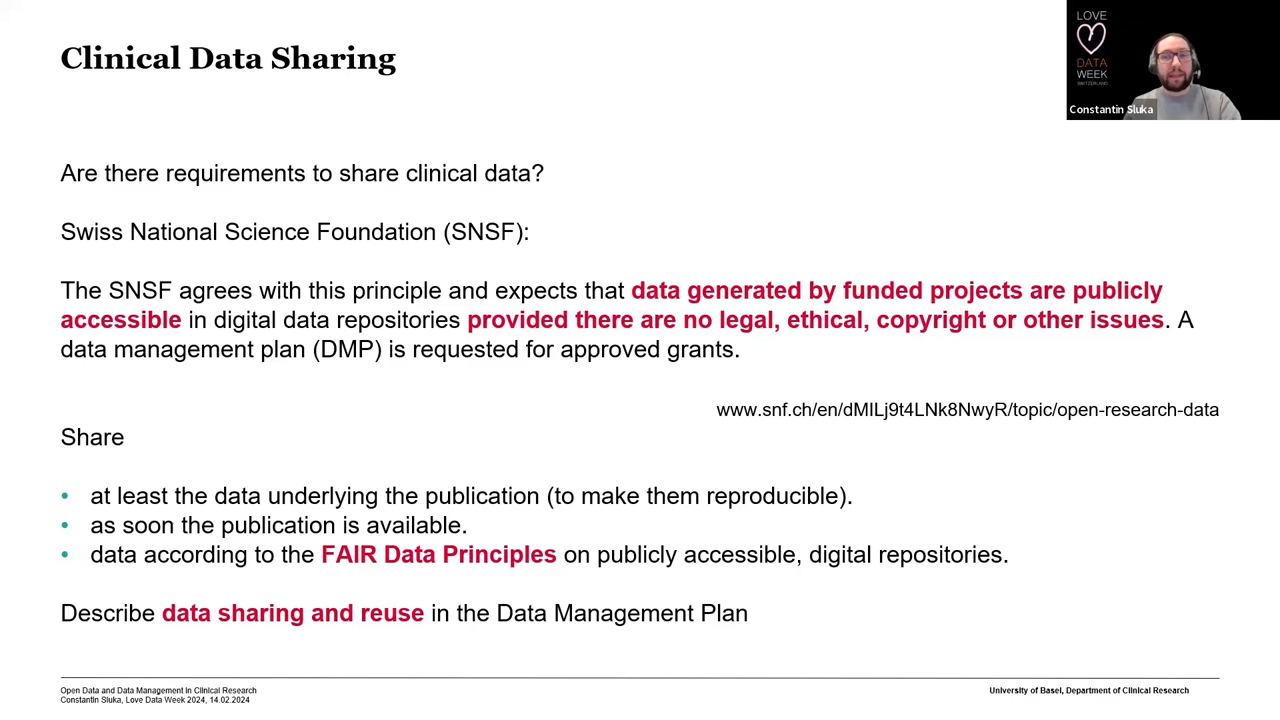 Clinical Data Sharing
LOVE
DATA
WEEK
SWITZERLAND
Constantin Sluka
Are there requirements to share clinical data?
Swiss National Science Foundation (SNSF):
The SNSF agrees with this principle and expects that data generated by funded projects are publicly
accessible in digital data repositories provided there are no legal, ethical, copyright or other issues. A
data management plan (DMP) is requested for approved grants.
www.snf.ch/en/dMILj9t4LNk8NwyR/topic/open-research-data
Share
• at least the data underlying the publication (to make them reproducible).
• as soon the publication is available.
• data according to the FAIR Data Principles on publicly accessible, digital repositories.
Describe data sharing and reuse in the Data Management Plan
Open Data and Data Management in Clinical Research
Constantin Sluka, Love Data Week 2024, 14.02.2024
University of Basel, Department of Clinical Research